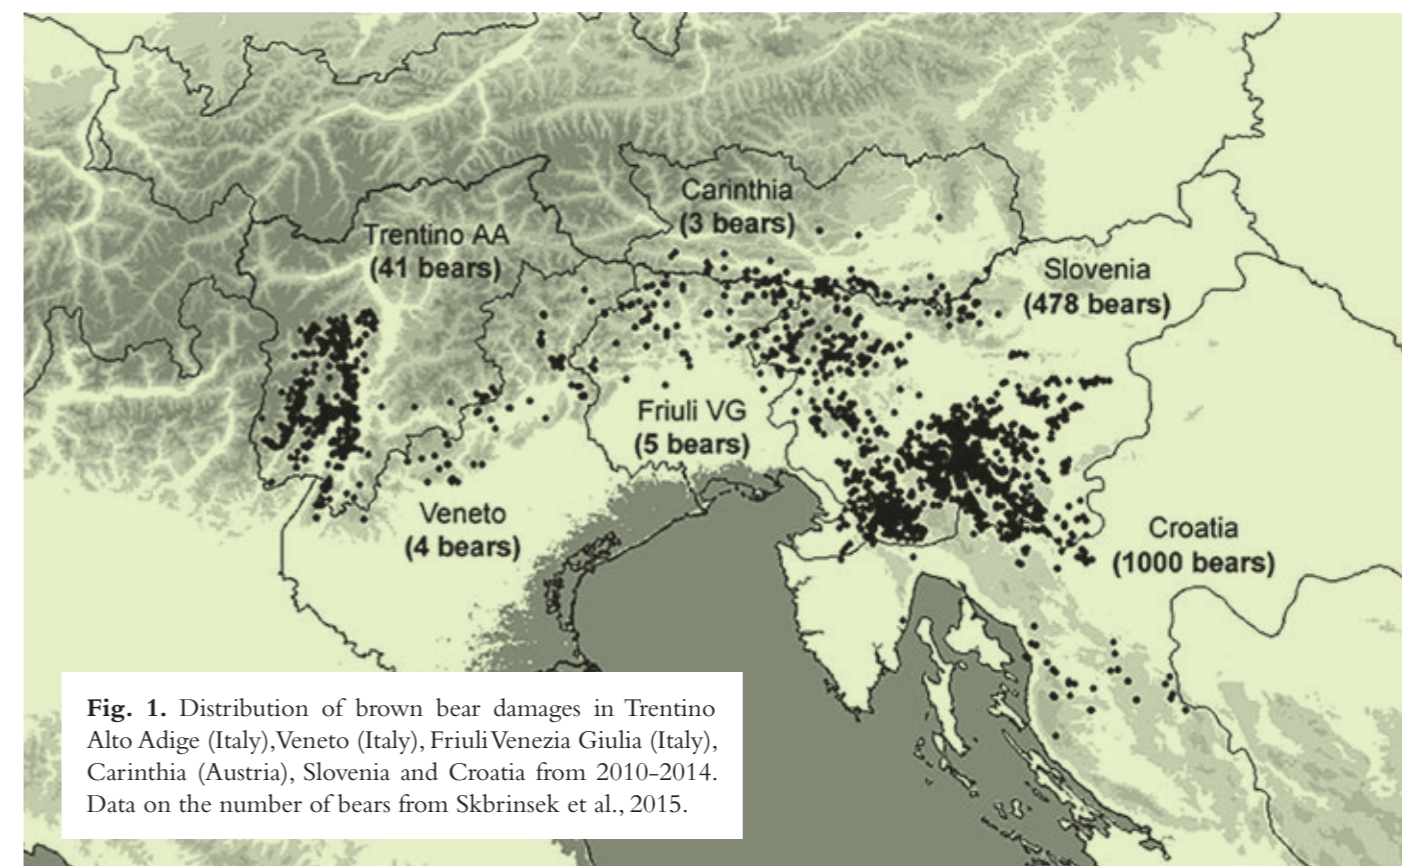 Carinthia
(3 bears)
Trentino AA
(41 bears)
Slovenia
(478 bears)
Friuli VG
(5 bears)
Veneto
(4 bears)
Croatia
(1000 bears)
Fig. 1. Distribution of brown bear damages in Trentino
Alto Adige (Italy),Veneto (Italy), Friuli Venezia Giulia (Italy),
Carinthia (Austria), Slovenia and Croatia from 2010-2014.
Data on the number of bears from Skbrinsek et al., 2015.